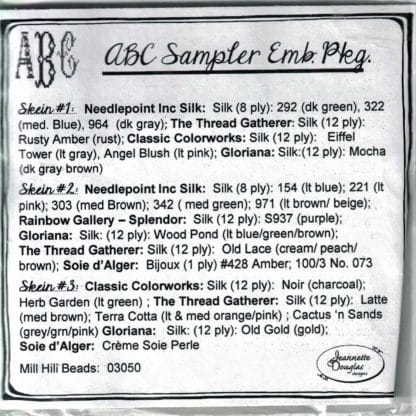 ABC
ABC Sampler Emb. Pkg.
Skein #1: Needlepoint Inc Silk: Silk (8 ply): 292 (dk green), 322
(med. Blue), 964 (dk gray); The Thread Gatherer: Silk (12 ply):
Rusty Amber (rust); Classic Colorworks: Silk (12 ply): Eiffel
Tower (lt gray), Angel Blush (lt pink); Gloriana: Silk:(12 ply): Mocha
(dk gray brown)
Skein #2: Needlepoint Inc Silk: Silk (8 ply): 154 (lt blue); 221 (lt
pink); 303 (med Brown); 342 ( med green); 971 (lt brown/ beige);
Rainbow Gallery – Splendor: Silk (12 ply): S937 (purple);
Gloriana: Silk: (12 ply): Wood Pond (lt blue/green/brown);
The Thread Gatherer: Silk (12 ply): Old Lace (cream/ peach/
brown); Soie d'Alger: Bijoux (1 ply) #428 Amber; 100/3 No. 073
Skein #3: Classic Colorworks: Silk (12 ply): Noir (charcoal);
Herb Garden (lt green) ; The Thread Gatherer: Silk (12 ply): Latte
(med brown); Terra Cotta (lt & med orange/pink) ; Cactus 'n Sands
(grey/grn/pink) Gloriana: Silk: (12 ply): Old Gold (gold);
Soie d'Alger: Crème Soie Perle
Mill Hill Beads: 03050
Jeannette
Douglas
designs